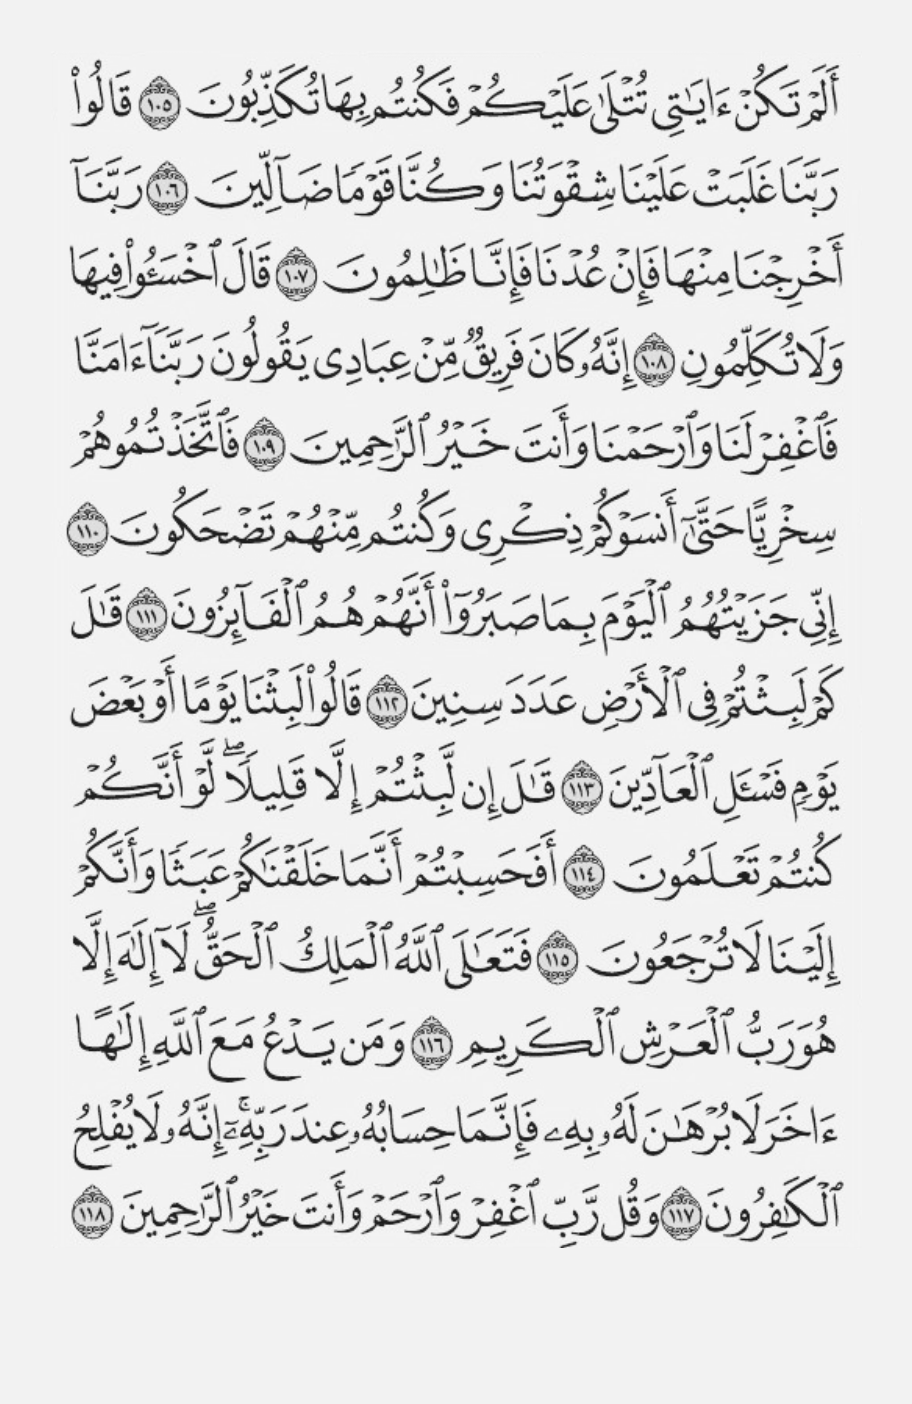 أَلَمۡ تَكُنۡ ءَايَٰتِي تُتۡلَىٰ عَلَيۡكُمۡ فَكُنتُم بِهَا تُكَذِّبُونَ ١٠٥ قَالُواْ
رَبَّنَا غَلَبَتۡ عَلَيۡنَا شِقۡوَتُنَا وَكُنَّا قَوۡمٗا ضَآلِّينَ ١٠٦ رَبَّنَآ
أَخۡرِجۡنَا مِنۡهَا فَإِنۡ عُدۡنَا فَإِنَّا ظَٰلِمُونَ ١٠٧ قَالَ ٱخۡسَـُٔواْ فِيهَا
وَلَا تُكَلِّمُونِ ١٠٨ إِنَّهُۥ كَانَ فَرِيقٞ مِّنۡ عِبَادِي يَقُولُونَ رَبَّنَآ ءَامَنَّا
فَٱغۡفِرۡ لَنَا وَٱرۡحَمۡنَا وَأَنتَ خَيۡرُ ٱلرَّٰحِمِينَ ١٠٩ فَٱتَّخَذۡتُمُوهُمۡ
سِخۡرِيًّا حَتَّىٰٓ أَنسَوۡكُمۡ ذِكۡرِي وَكُنتُم مِّنۡهُمۡ تَضۡحَكُونَ ١١٠
إِنِّي جَزَيۡتُهُمُ ٱلۡيَوۡمَ بِمَا صَبَرُوٓاْ أَنَّهُمۡ هُمُ ٱلۡفَآئِزُونَ ١١١ قَٰلَ
كَمۡ لَبِثۡتُمۡ فِي ٱلۡأَرۡضِ عَدَدَ سِنِينَ ١١٢ قَالُواْ لَبِثۡنَا يَوۡمًا أَوۡ بَعۡضَ
يَوۡمٖ فَسۡـَٔلِ ٱلۡعَآدِّينَ ١١٣ قَٰلَ إِن لَّبِثۡتُمۡ إِلَّا قَلِيلٗاۖ لَّوۡ أَنَّكُمۡ
كُنتُمۡ تَعۡلَمُونَ ١١٤ أَفَحَسِبۡتُمۡ أَنَّمَا خَلَقۡنَٰكُمۡ عَبَثٗا وَأَنَّكُمۡ
إِلَيۡنَا لَا تُرۡجَعُونَ ١١٥ فَتَعَٰلَى ٱللَّهُ ٱلۡمَلِكُ ٱلۡحَقُّۖ لَآ إِلَٰهَ إِلَّا
هُوَ رَبُّ ٱلۡعَرۡشِ ٱلۡكَرِيمِ ١١٦ وَمَن يَدۡعُ مَعَ ٱللَّهِ إِلَٰهًا
ءَاخَرَ لَا بُرۡهَٰنَ لَهُۥ بِهِۦ فَإِنَّمَا حِسَابُهُۥ عِندَ رَبِّهِۦٓۚ إِنَّهُۥ لَا يُفۡلِحُ
ٱلۡكَٰفِرُونَ ١١٧ وَقُل رَّبِّ ٱغۡفِرۡ وَٱرۡحَمۡ وَأَنتَ خَيۡرُ ٱلرَّٰحِمِينَ ١١٨